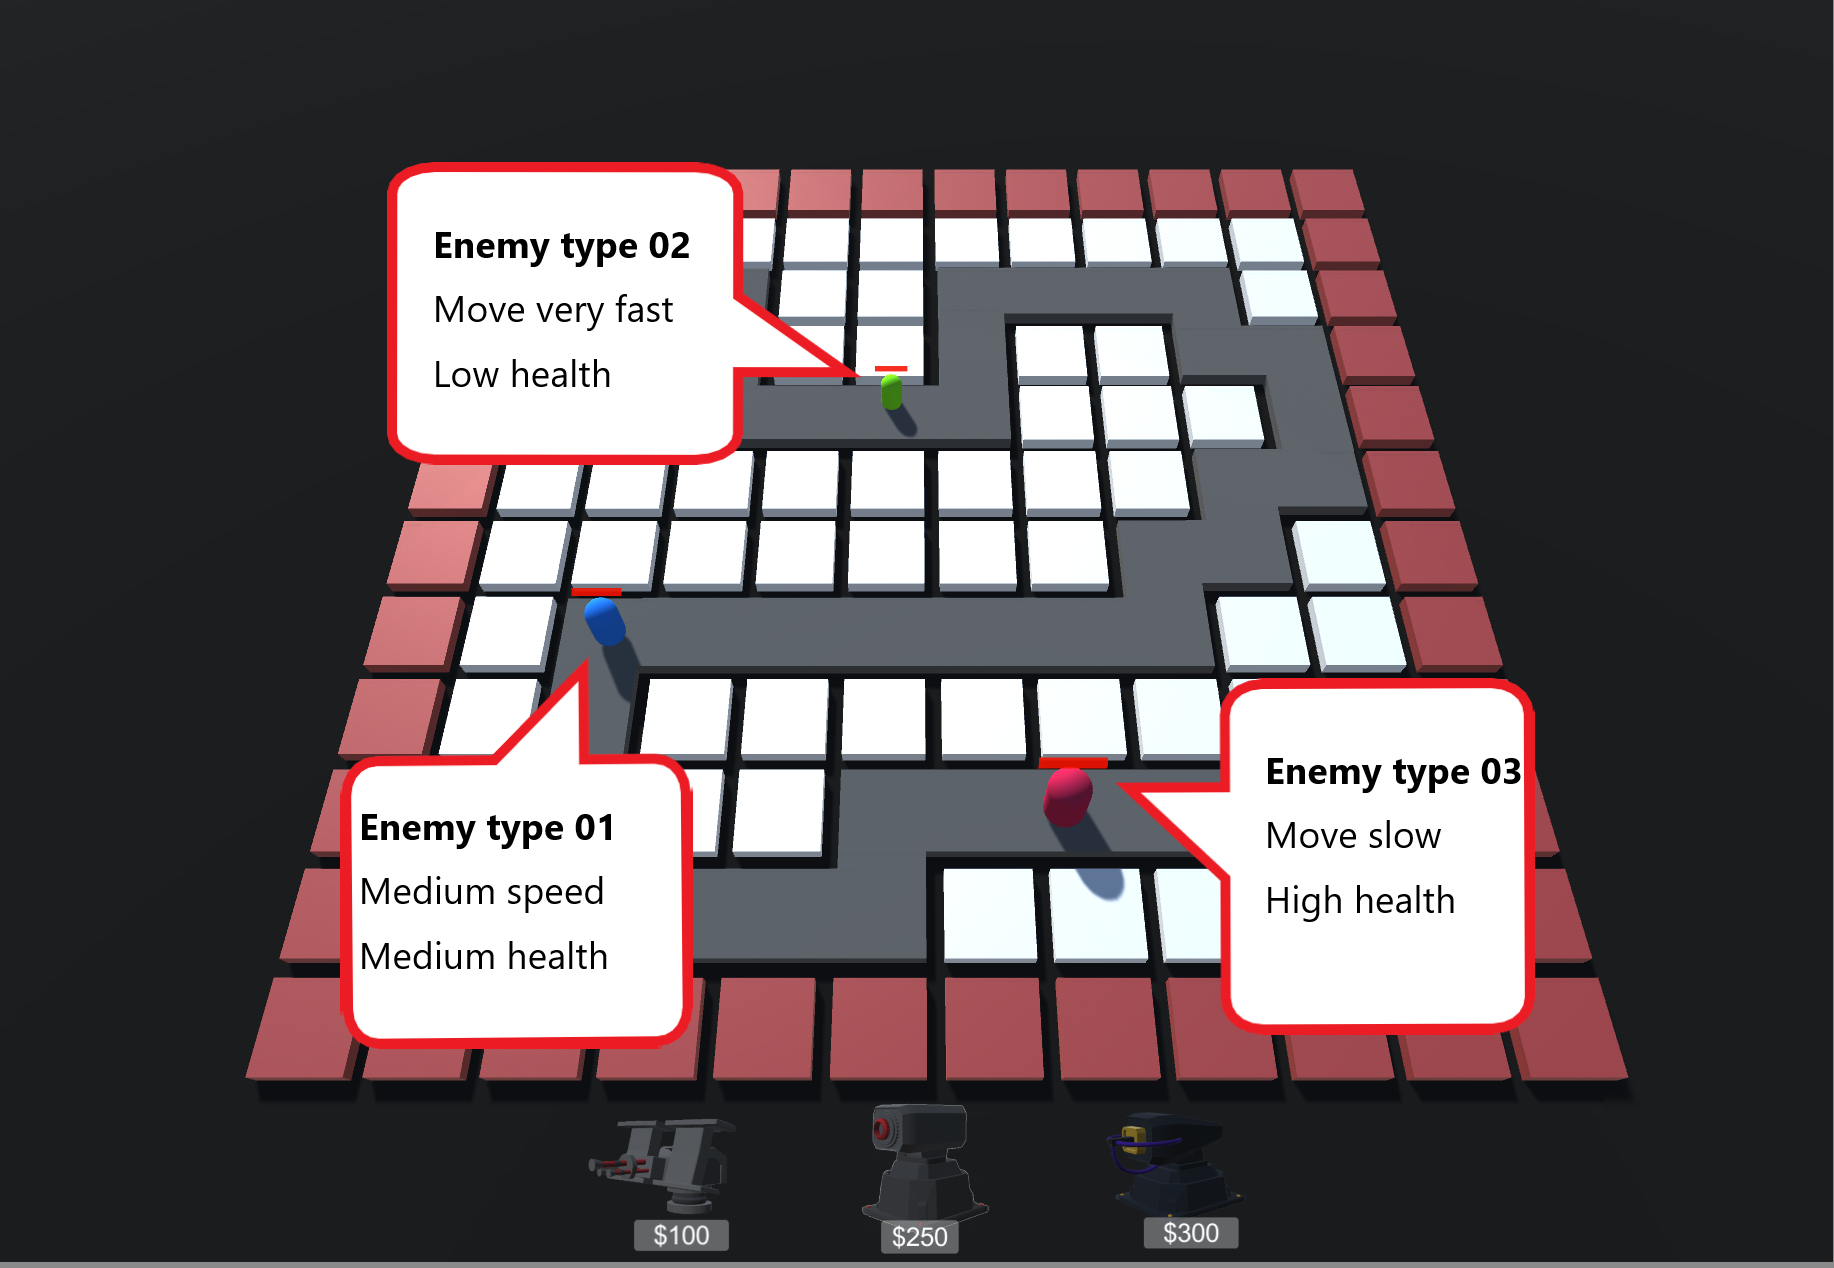 Enemy type 02
Move very fast
Low health
Enemy type 03
Move slow
High health
Enemy type 01
Medium speed
Medium health
$100
$250
$300